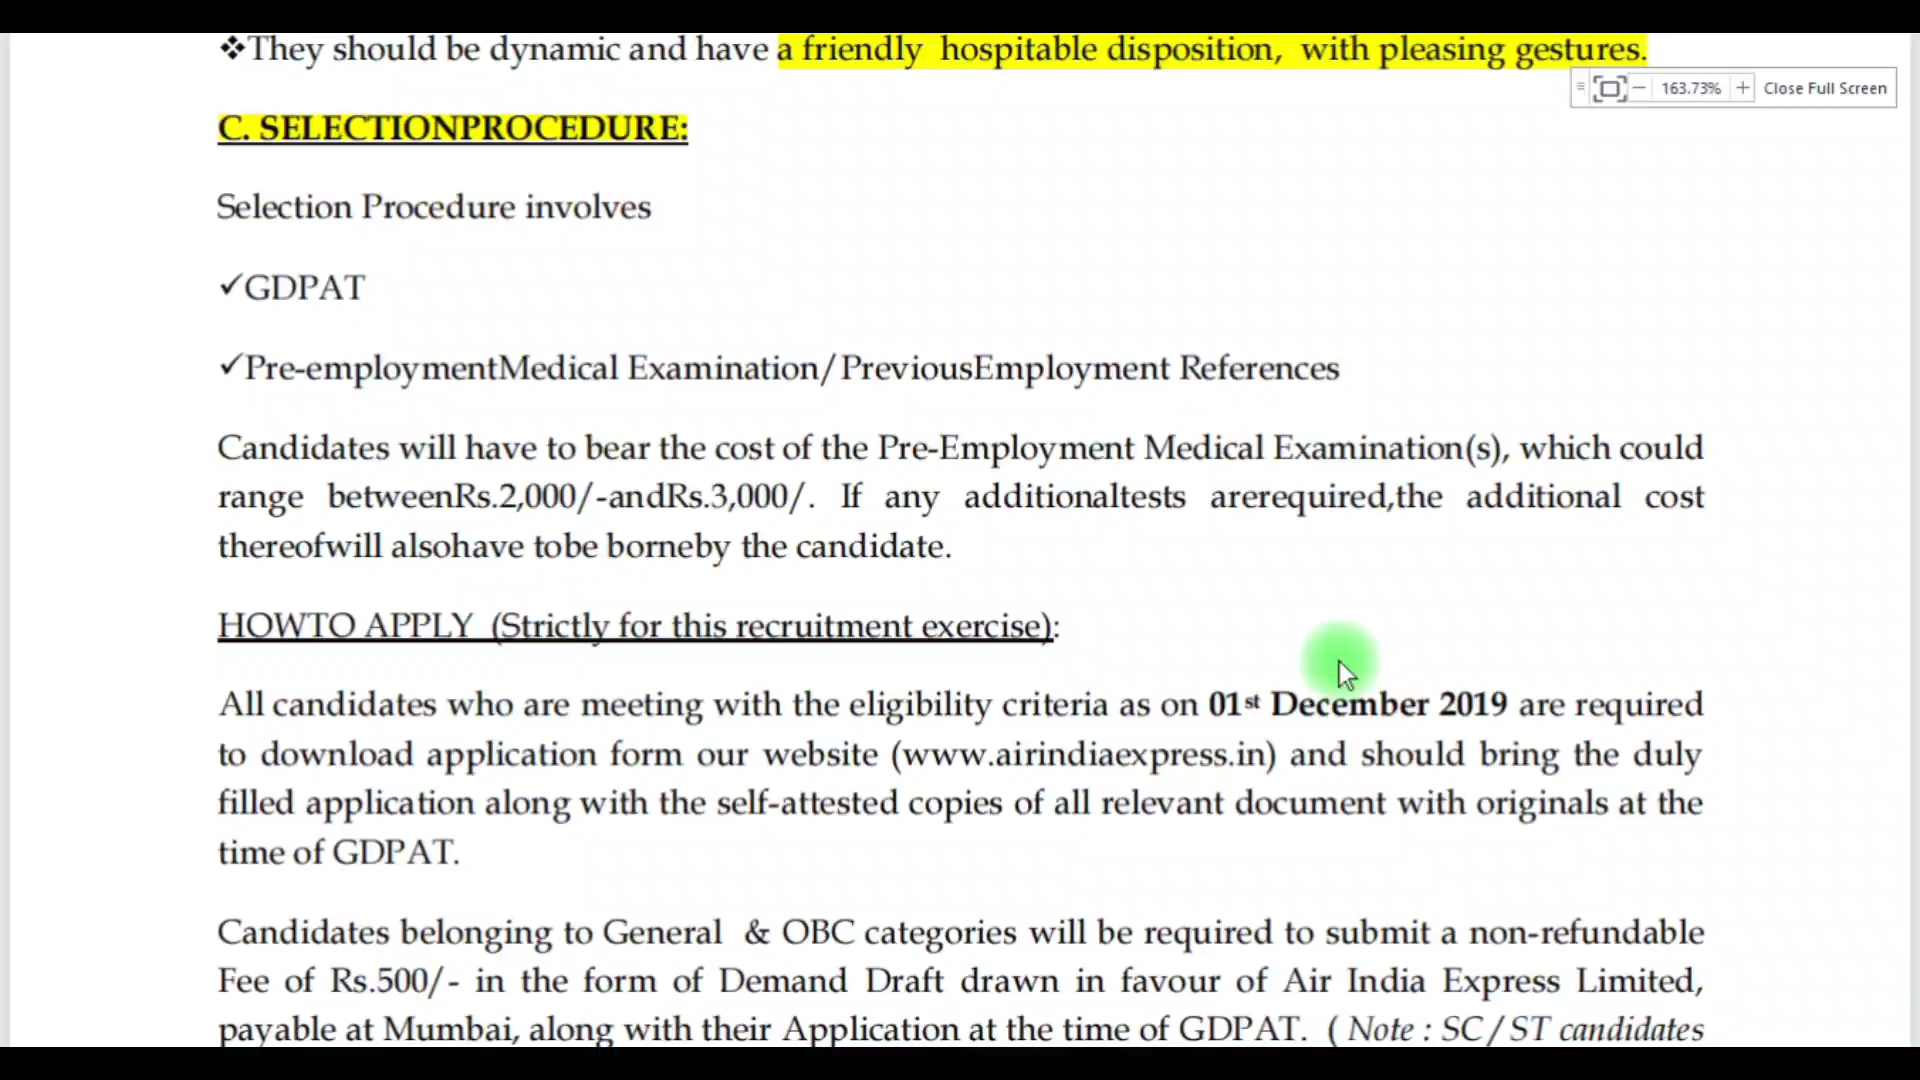 ❖They should be dynamic and have a friendly hospitable disposition, with pleasing gestures.
163.73% Close Full Screen
C. SELECTIONPROCEDURE:
Selection Procedure involves
✓GDPAT
✓Pre-employmentMedical Examination/PreviousEmployment References
Candidates will have to bear the cost of the Pre-Employment Medical Examination(s), which could
range betweenRs.2,000/-andRs.3,000/. If any additionaltests arerequired,the additional cost
thereofwill alsohave tobe borneby the candidate.
HOWTO APPLY (Strictly for this recruitment exercise):
All candidates who are meeting with the eligibility criteria as on 01st December 2019 are required
to download application form our website (www.airindiaexpress.in) and should bring the duly
filled application along with the self-attested copies of all relevant document with originals at the
time of GDPAT.
Candidates belonging to General & OBC categories will be required to submit a non-refundable
Fee of Rs.500/- in the form of Demand Draft drawn in favour of Air India Express Limited,
payable at Mumbai, along with their Application at the time of GDPAT. ( Note : SC/ST candidates